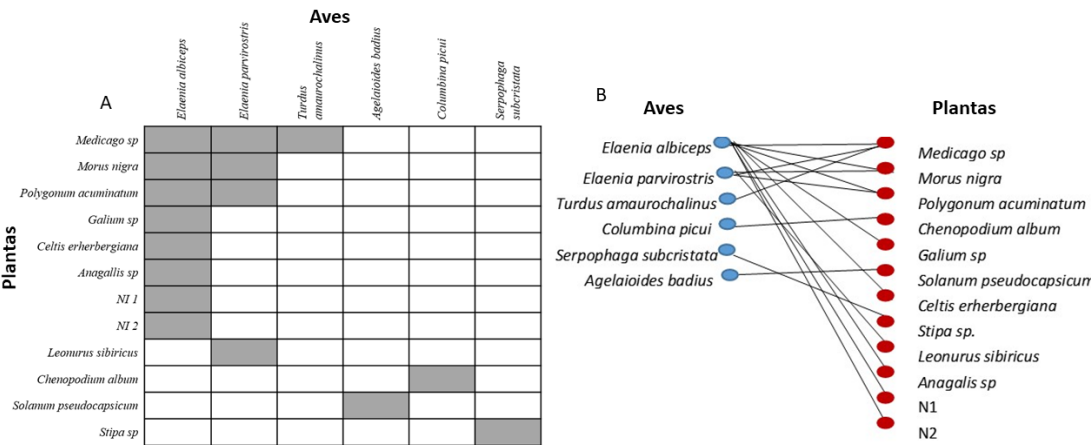 Aves
A
Elaenia albiceps
Elaenia parvirostris
Turdus
amaurochalinus
Agelaioides badius
Columbina picui
Serpophaga
subcristata
Plantas
Medicago sp
Morus nigra
Polygonum acuminatum
Galium sp
Celtis erherbergiana
Anagallis sp
NI 1
NI 2
Leonurus sibiricus
Chenopodium album
Solanum pseudocapsicum
Stipa sp
B
Aves
Elaenia albiceps
Elaenia parvirostris
Turdus amaurochalinus
Columbina picui
Serpophaga subcristata
Agelaioides badius
Plantas
Medicago sp
Morus nigra
Polygonum acuminatum
Chenopodium album
Galium sp
Solanum pseudocapsicum
Celtis erherbergiana
Stipa sp.
Leonurus sibiricus
Anagalis sp
N1
N2